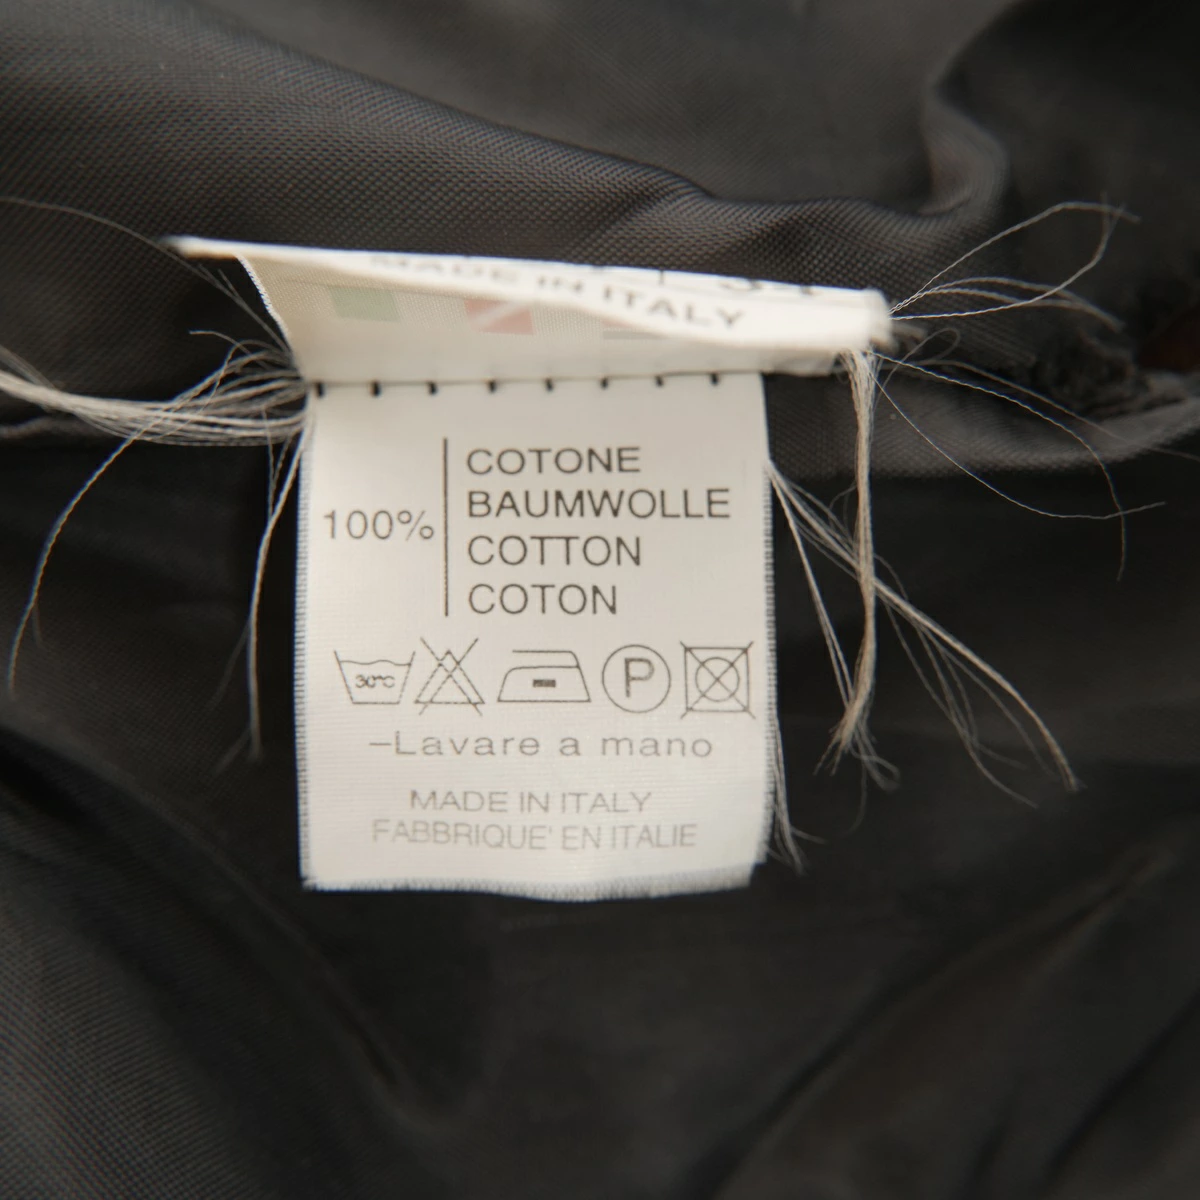 MADE IN ITALY
100%
COTONE
BAUMWOLLE
COTTON
COTON
30°C
P
–Lavare a mano
MADE IN ITALY
FABBRIQUE' EN ITALIE